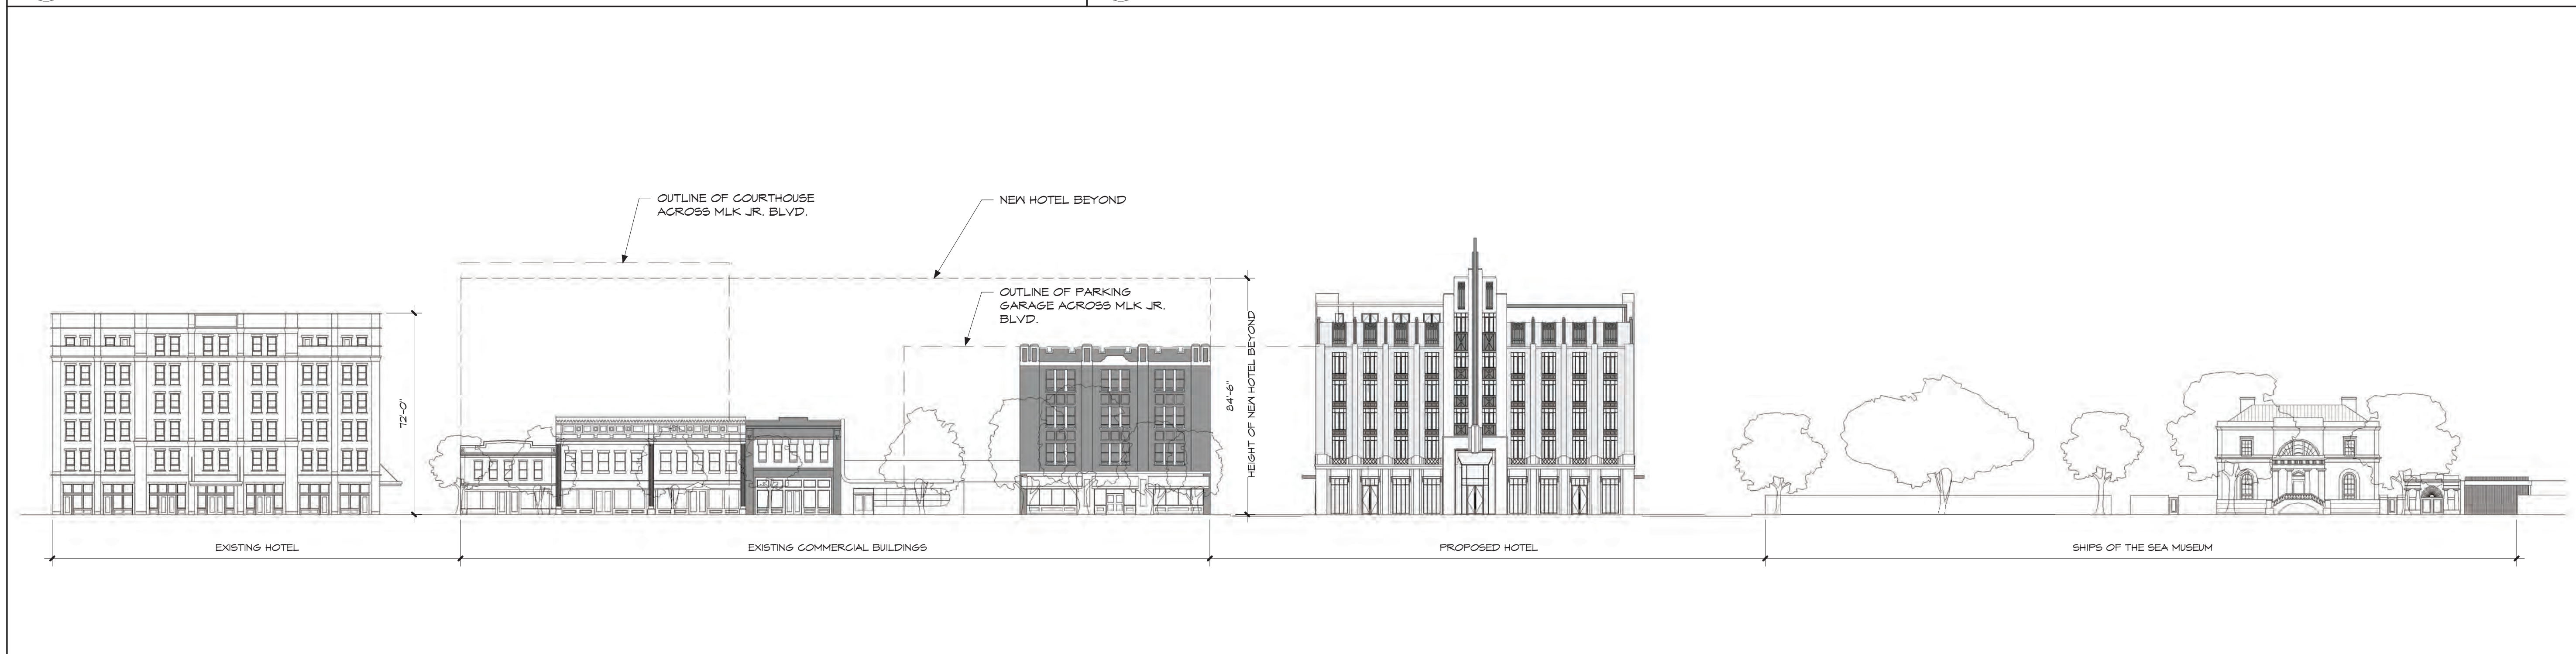 OUTLINE OF COURTHOUSE
ACROSS MLK JR. BLVD.
NEW HOTEL BEYOND
OUTLINE OF PARKING
GARAGE ACROSS MLK JR.
BLVD.
72'-0"
84'-6"
HEIGHT OF NEW HOTEL BEYOND
EXISTING HOTEL
EXISTING COMMERCIAL BUILDINGS
PROPOSED HOTEL
SHIPS OF THE SEA MUSEUM